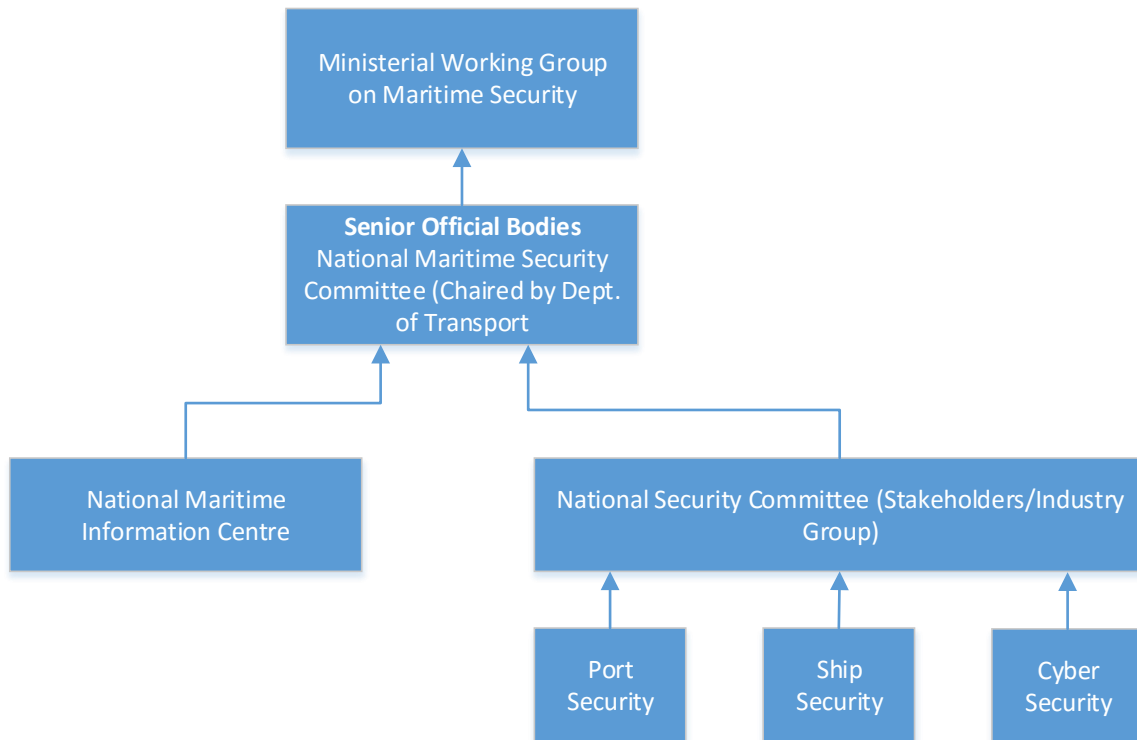 Ministerial Working Group
on Maritime Security
Senior Official Bodies
National Maritime Security
Committee (Chaired by Dept.
of Transport
National Maritime
Information Centre
National Security Committee (Stakeholders/Industry
Group)
Port
Security
Ship
Security
Cyber
Security